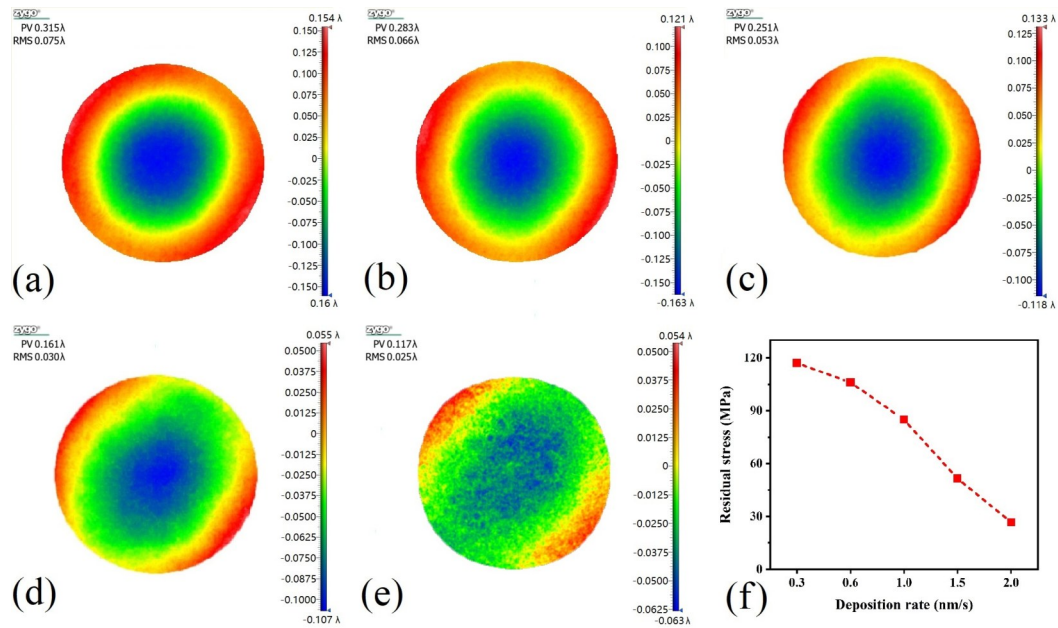 zygo
PV 0.315λ
RMS 0.075λ
0.154 λ
0.150
0.125
0.100
0.075
0.050
0.025
0
-0.025
-0.050
-0.075
-0.100
-0.125
-0.150
0.16 λ
(a)
zygo
PV 0.283λ
RMS 0.066λ
0.121 λ
0.100
0.075
0.050
0.025
0
-0.025
-0.050
-0.075
-0.100
-0.125
-0.150
-0.163 λ
(b)
zygo
PV 0.251λ
RMS 0.053λ
0.133 λ
0.125
0.100
0.075
0.050
0.025
0
-0.025
-0.050
-0.075
-0.100
-0.118 λ
(c)
zygo
PV 0.161λ
RMS 0.030λ
0.055 λ
0.0500
0.0375
0.0250
0.0125
0
-0.0125
-0.0250
-0.0375
-0.0500
-0.0625
-0.0750
-0.0875
-0.1000
-0.107 λ
(d)
zygo
PV 0.117λ
RMS 0.025λ
0.054 λ
0.0500
0.0375
0.0250
0.0125
0
-0.0125
-0.0250
-0.0375
-0.0500
-0.0625
-0.063 λ
(e)
Residual stress (MPa)
120
90
60
30
0
0.3 0.6 1.0 1.5 2.0
Deposition rate (nm/s)
(f)